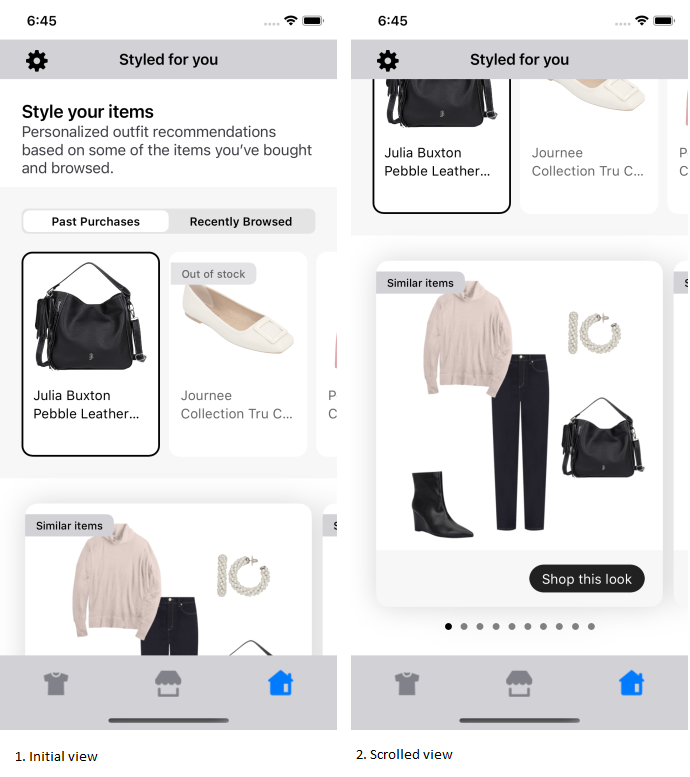 6:45
Styled for you
Style your items
Personalized outfit recommendations
based on some of the items you’ve bought
and browsed.
Past Purchases
Recently Browsed
Out of stock
Julia Buxton
Pebble Leather...
Journee
Collection Tru C...
P
C
Similar items
S
1. Initial view
6:45
Styled for you
Julia Buxton
Pebble Leather...
Journee
Collection Tru C...
P
C
Similar items
S
Shop this look
2. Scrolled view